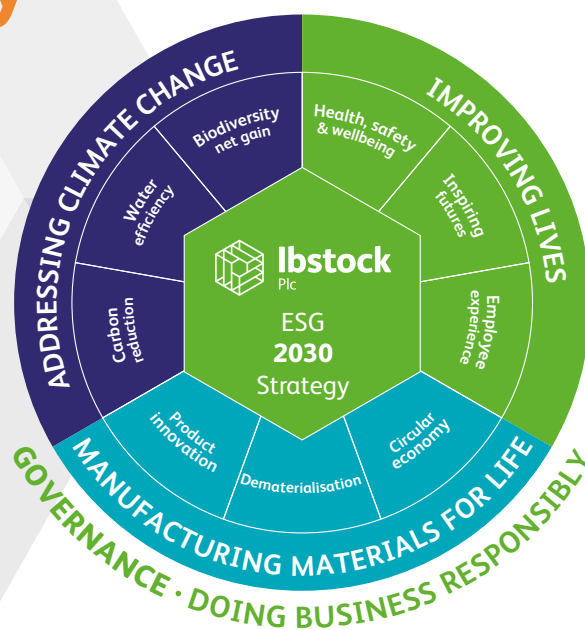 ADDRESSING CLIMATE CHANGE
Biodiversity
net gain
Water
efficiency
Carbon
reduction
IMPROVING LIVES
Health, safety
& wellbeing
Inspiring
futures
Employee
experience
Ibstock
Plc
ESG
2030
Strategy
Product
innovation
Dematerialisation
Circular
economy
MANUFACTURING MATERIALS FOR LIFE
GOVERNANCE · DOING BUSINESS RESPONSIBLY